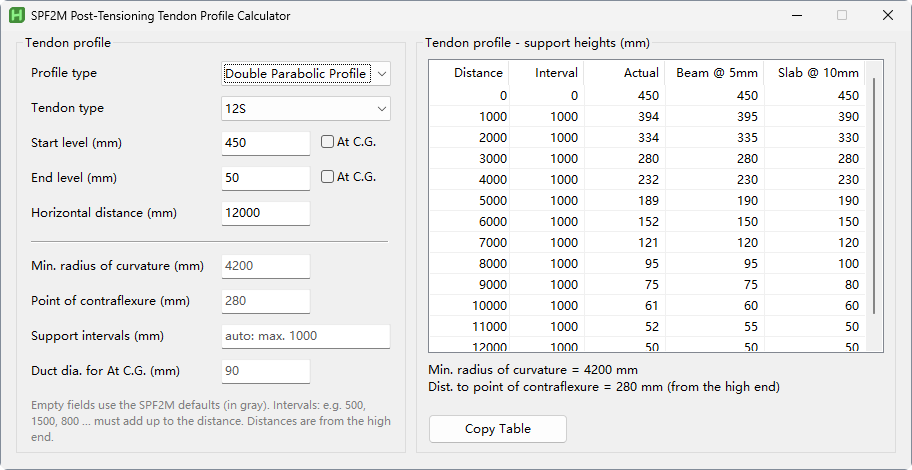 SPF2M Post-Tensioning Tendon Profile Calculator
Tendon profile
Profile type Double Parabolic Profile
Tendon type 12S
Start level (mm) 450 At C.G.
End level (mm) 50 At C.G.
Horizontal distance (mm) 12000
Min. radius of curvature (mm) 4200
Point of contraflexure (mm) 280
Support intervals (mm) auto: max. 1000
Duct dia. for At C.G. (mm) 90
Empty fields use the SPF2M defaults (in gray). Intervals: e.g. 500,
1500, 800 ... must add up to the distance. Distances are from the high
end.
Tendon profile - support heights (mm)
Distance Interval Actual Beam @ 5mm Slab @ 10mm
0 0 450 450 450
1000 1000 394 395 390
2000 1000 334 335 330
3000 1000 280 280 280
4000 1000 232 230 230
5000 1000 189 190 190
6000 1000 152 150 150
7000 1000 121 120 120
8000 1000 95 95 100
9000 1000 75 75 80
10000 1000 61 60 60
11000 1000 52 55 50
12000 1000 50 50 50
Min. radius of curvature = 4200 mm
Dist. to point of contraflexure = 280 mm (from the high end)
Copy Table